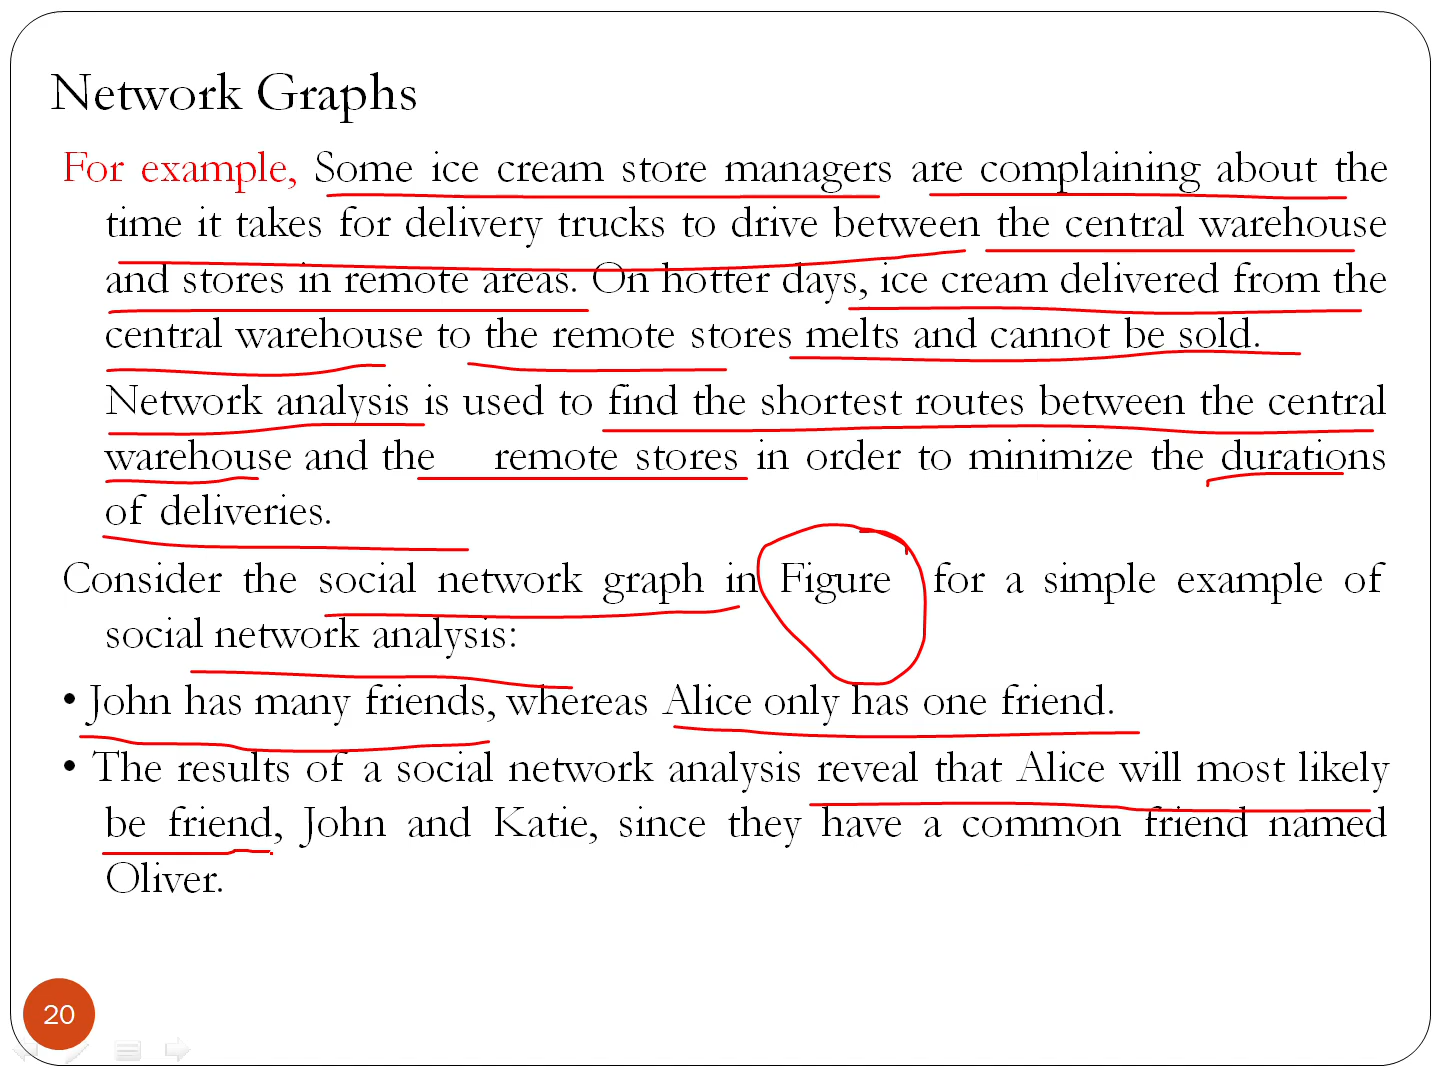 Network Graphs
For example, Some ice cream store managers are complaining about the
time it takes for delivery trucks to drive between the central warehouse
and stores in remote areas. On hotter days, ice cream delivered from the
central warehouse to the remote stores melts and cannot be sold.
Network analysis is used to find the shortest routes between the central
warehouse and the remote stores in order to minimize the durations
of deliveries.
Consider the social network graph in Figure for a simple example of
social network analysis:
• John has many friends, whereas Alice only has one friend.
• The results of a social network analysis reveal that Alice will most likely
be friend, John and Katie, since they have a common friend named
Oliver.
20